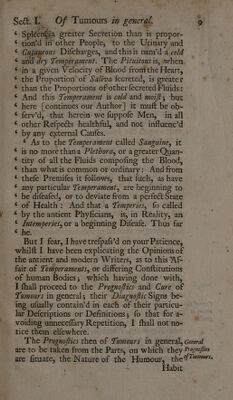 Sect. I. Of Tumours in general. 9
‘ Spleen, is a greater Secretion than is propor-
‘ tion'd in other People, to the Urinary and
‘ Cutaneous Discharges, and this is turn'd a cold
‘ and dry Temperament. The Pituitous is, when
‘ in a given Velocity of Blood from the Heart,
‘ the Proportion of Saliva secreted, is greater
‘ than the Proportions of other secreted Fluids:
‘ And this Temperament is cold and moist; but
‘ here [continues our Author] it must be ob-
‘ serv'd, that herein we suppose Men, in all
‘ other Respects healthful, and not influenc'd
‘ by any external Causes.
‘ As to the Temperament called Sanguine, it
‘ is no more than a Plethora, or a greater Quan-
‘ tity of all the Fluids composing the Blood,
‘ than what is common or ordinary: And from
‘ these Premises it follows, that such, as have
‘ any particular Temperament, are beginning to
‘ be diseased, or to deviate from a perfect State
‘ of Health: And that a Temperies, so called
‘ by the antient Physicians, is, in Reality, an
‘ Intemperies, or a beginning Disease. Thus far
‘ he.
But I fear, I have trespass'd on your Patience,
whilst I have been explicating the Opinions of
the antient and modern Writers, as to this Af-
fair of Temperaments, or differing Constitutions
of human Bodies; which having done with,
I shall proceed to the Prognostics and Cure of
Tumours in general; their Diagnostic Signs be-
ing usually contain'd in each of their particu-
lar Descriptions or Definitions; so that for a-
voiding unnecessary Repetition, I shall not no-
tice them elsewhere.
The Prognostics then of Tumours in general, General
are to be taken from the Parts, on which they Prognostics
are situate, the Nature of the Humour, the of Tumours.
Habit